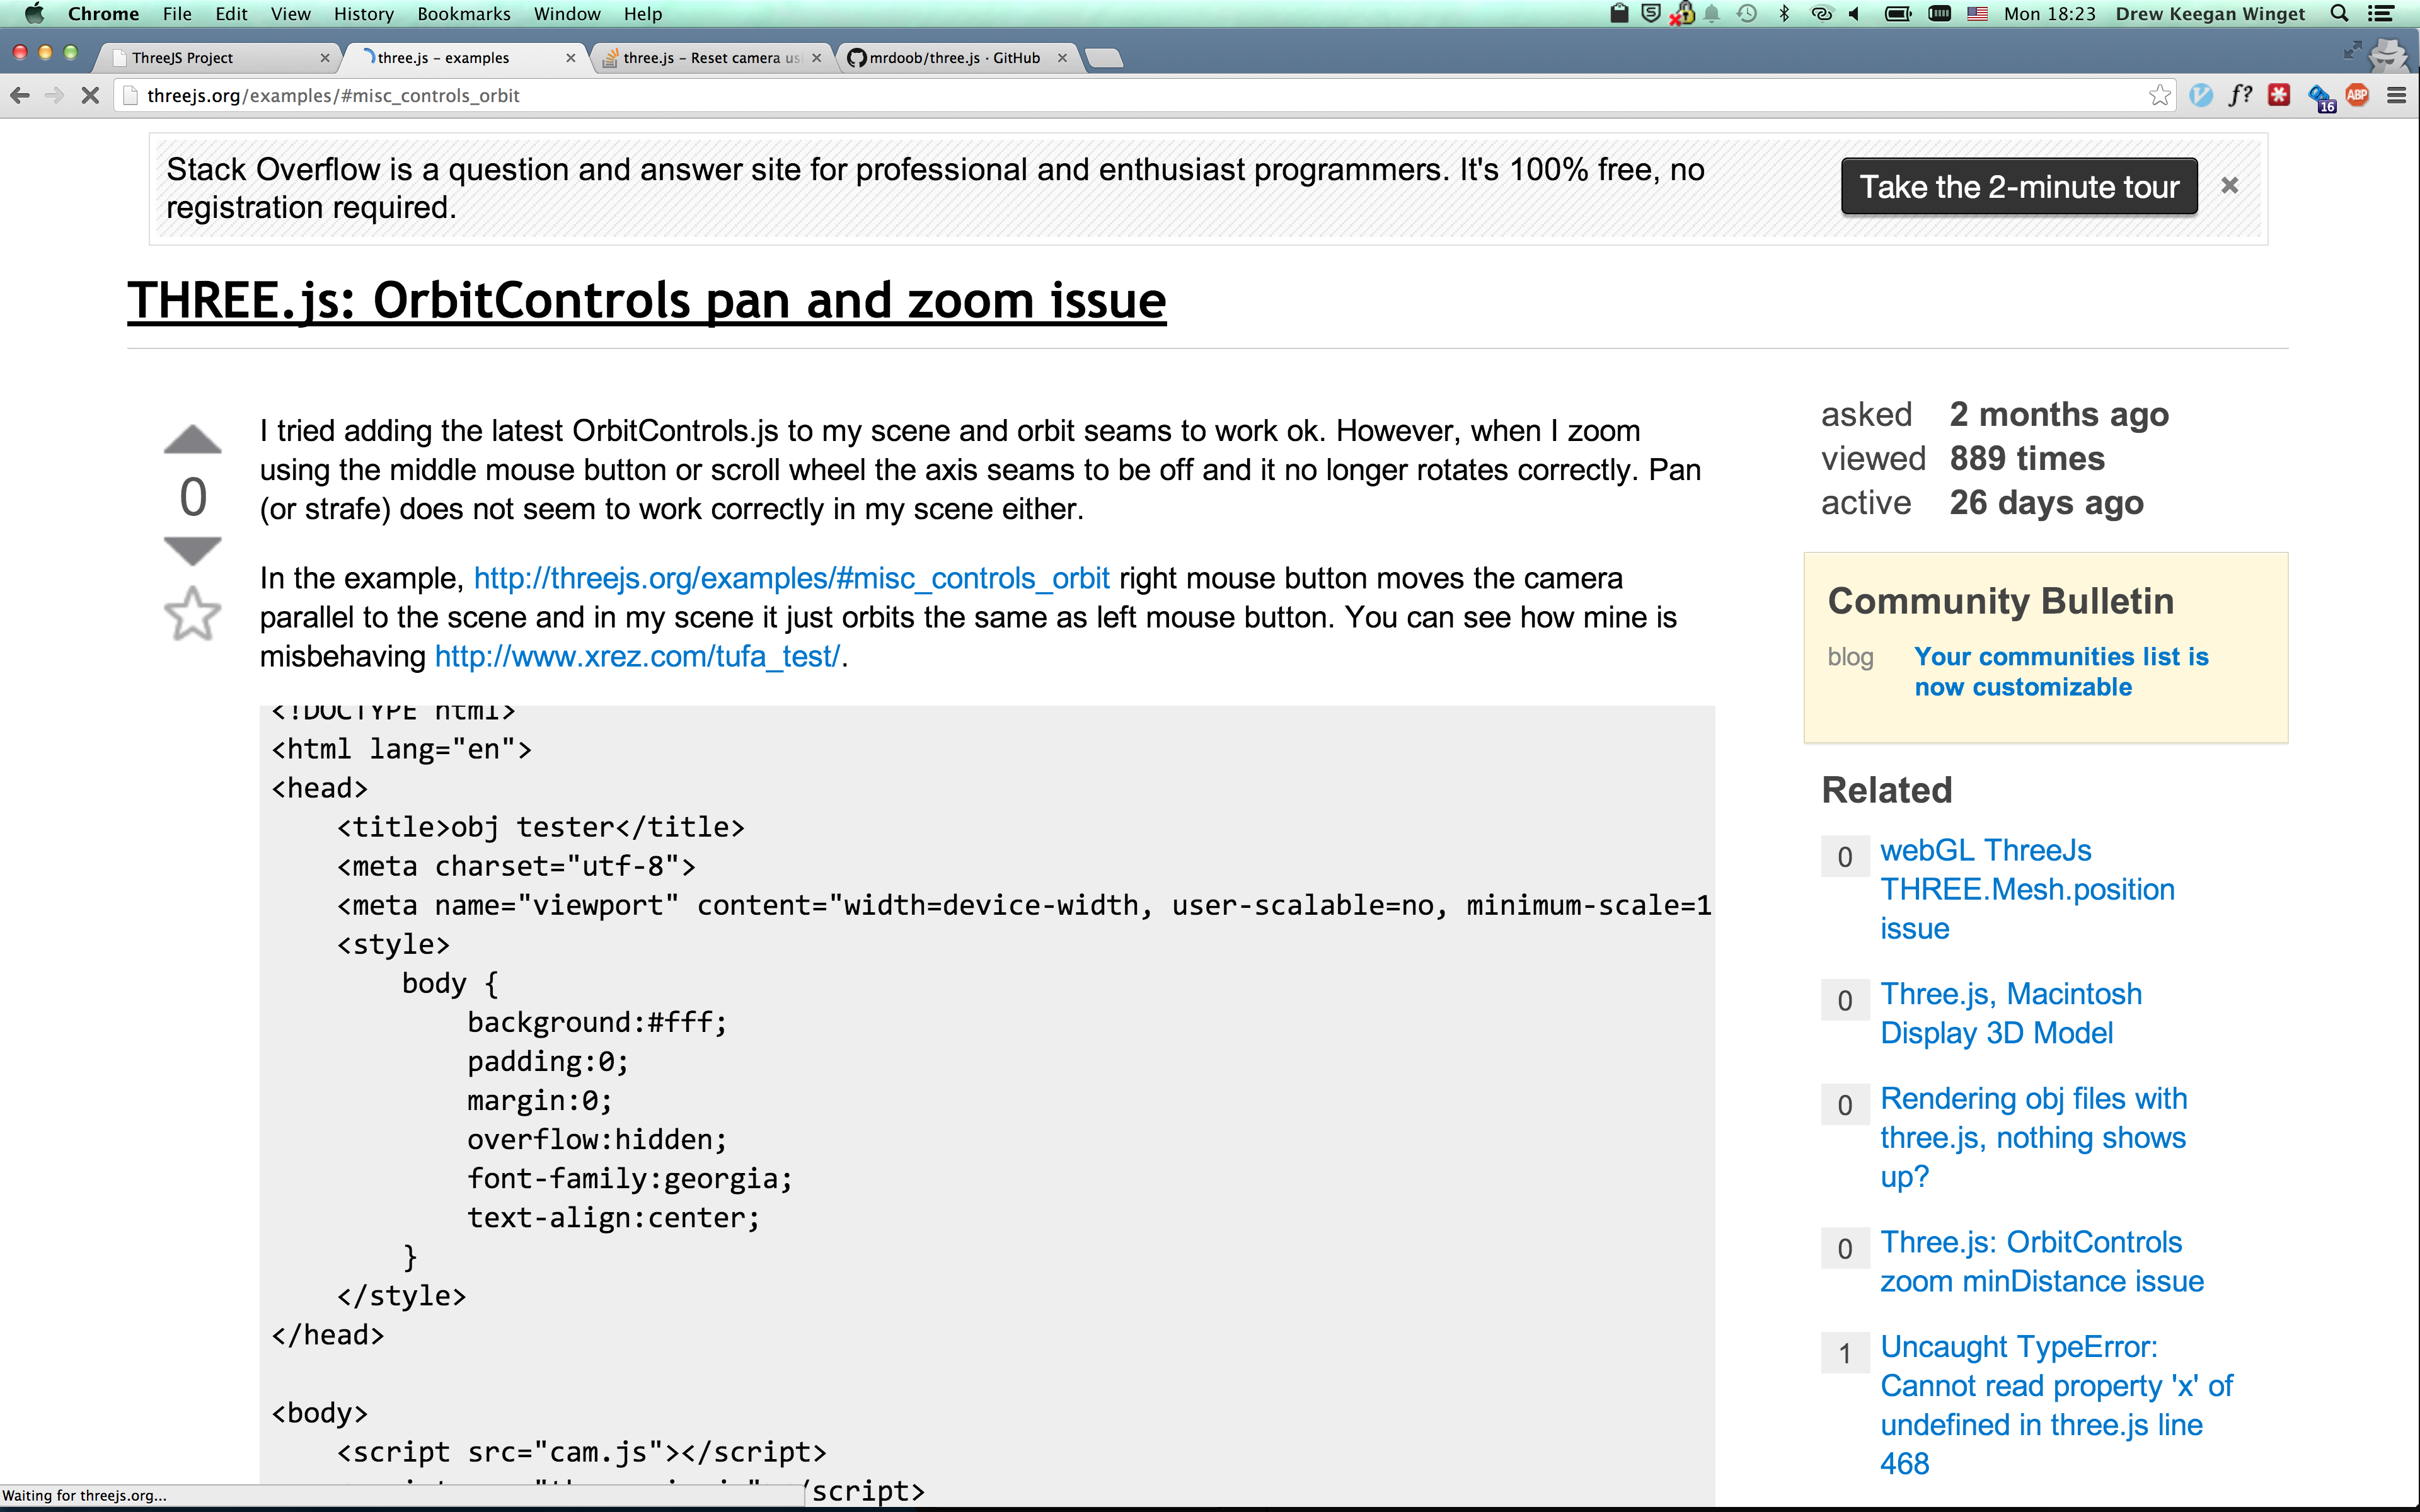 Chrome File Edit View History Bookmarks Window Help Mon 18:23 Drew Keegan Winget
ThreeJS Project three.js - examples three.js - Reset camera us mrdoob/three.js · GitHub
threejs.org/examples/#misc_controls_orbit f? 16 ABP
Stack Overflow is a question and answer site for professional and enthusiast programmers. It's 100% free, no
registration required.
Take the 2-minute tour
THREE.js: OrbitControls pan and zoom issue
0
I tried adding the latest OrbitControls.js to my scene and orbit seams to work ok. However, when I zoom
using the middle mouse button or scroll wheel the axis seams to be off and it no longer rotates correctly. Pan
(or strafe) does not seem to work correctly in my scene either.
In the example, http://threejs.org/examples/#misc_controls_orbit right mouse button moves the camera
parallel to the scene and in my scene it just orbits the same as left mouse button. You can see how mine is
misbehaving http://www.xrez.com/tufa_test/.
<!DOCTYPE html>
<html lang="en">
<head>
    <title>obj tester</title>
    <meta charset="utf-8">
    <meta name="viewport" content="width=device-width, user-scalable=no, minimum-scale=1
    <style>
        body {
            background:#fff;
            padding:0;
            margin:0;
            overflow:hidden;
            font-family:georgia;
            text-align:center;
        }
    </style>
</head>
<body>
    <script src="cam.js"></script>
/script>
asked 2 months ago
viewed 889 times
active 26 days ago
Community Bulletin
blog Your communities list is
now customizable
Related
0 webGL ThreeJs
THREE.Mesh.position
issue
0 Three.js, Macintosh
Display 3D Model
0 Rendering obj files with
three.js, nothing shows
up?
0 Three.js: OrbitControls
zoom minDistance issue
1 Uncaught TypeError:
Cannot read property 'x' of
undefined in three.js line
468
Waiting for threejs.org...